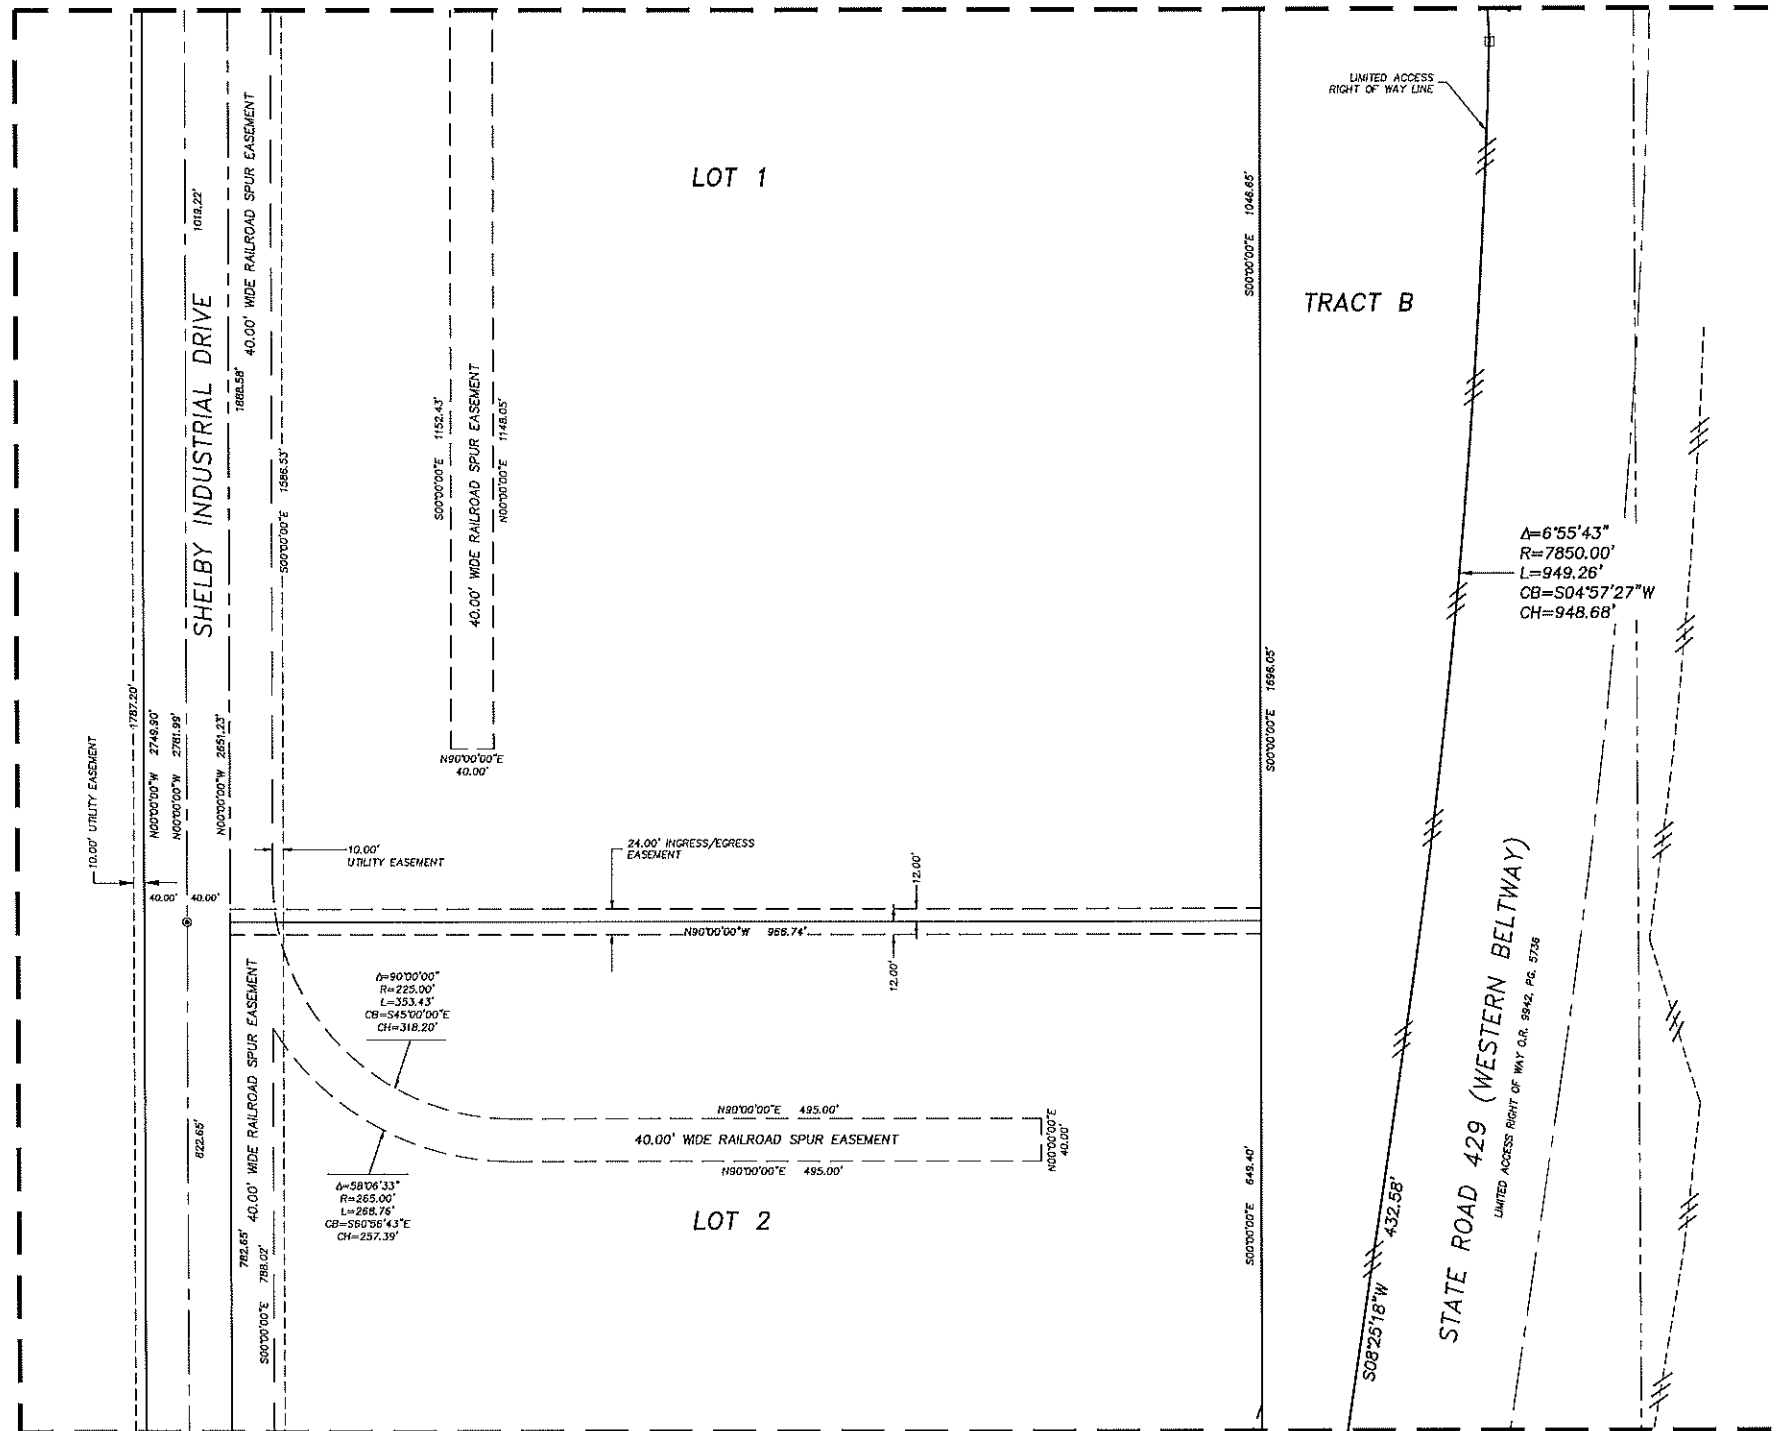 LIMITED ACCESS
RIGHT OF WAY LINE
LOT 1
TRACT B
SHELBY INDUSTRIAL DRIVE
1019.22'
40.00' WIDE RAILROAD SPUR EASEMENT
1868.58'
S00°00'00"E 1586.53'
S00°00'00"E 1152.43'
40.00' WIDE RAILROAD SPUR EASEMENT
N00°00'00"E 1148.05'
N90°00'00"E
40.00'
S00°00'00"E 1046.65'
S00°00'00"E 1696.05'
Δ=6°55'43"
R=7850.00'
L=949.26'
CB=S04°57'27"W
CH=948.68'
1787.20'
N00°00'00"W 2749.90'
N00°00'00"W 2761.99'
N00°00'00"W 2651.23'
10.00' UTILITY EASEMENT
10.00'
UTILITY EASEMENT
24.00' INGRESS/EGRESS
EASEMENT
12.00'
40.00' 40.00'
N90°00'00"W 966.74'
12.00'
Δ=90°00'00"
R=225.00'
L=353.43'
CB=S45°00'00"E
CH=318.20'
40.00' WIDE RAILROAD SPUR EASEMENT
822.65'
782.65'
S00°00'00"E 788.02'
N90°00'00"E 495.00'
40.00' WIDE RAILROAD SPUR EASEMENT
N90°00'00"E 495.00'
N00°00'00"E
40.00'
Δ=58°06'33"
R=265.00'
L=268.76'
CB=S60°56'43"E
CH=257.39'
LOT 2
S00°00'00"E 649.40'
S08°25'18"W 432.58'
STATE ROAD 429 (WESTERN BELTWAY)
LIMITED ACCESS RIGHT OF WAY O.R. 9942, PG. 5736